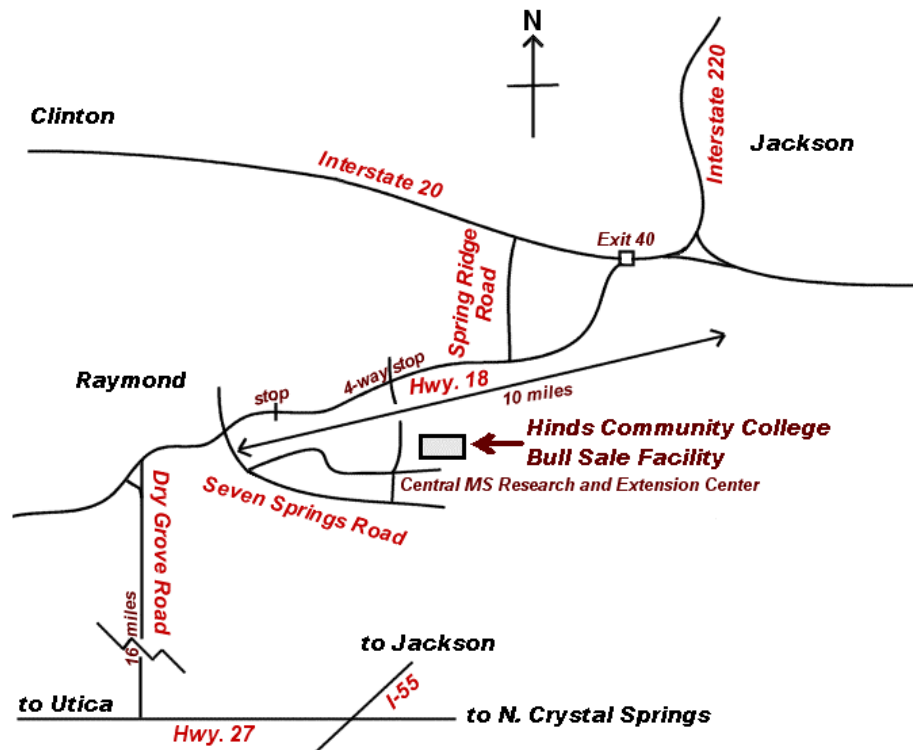 N
Clinton
Interstate 220
Jackson
Interstate 20
Exit 40
Spring Ridge
Road
Raymond
stop
4-way stop
Hwy. 18
10 miles
Hinds Community College
Bull Sale Facility
Central MS Research and Extension Center
Seven Springs Road
Dry Grove Road
16 miles
to Jackson
I-55
to Utica
Hwy. 27
to N. Crystal Springs